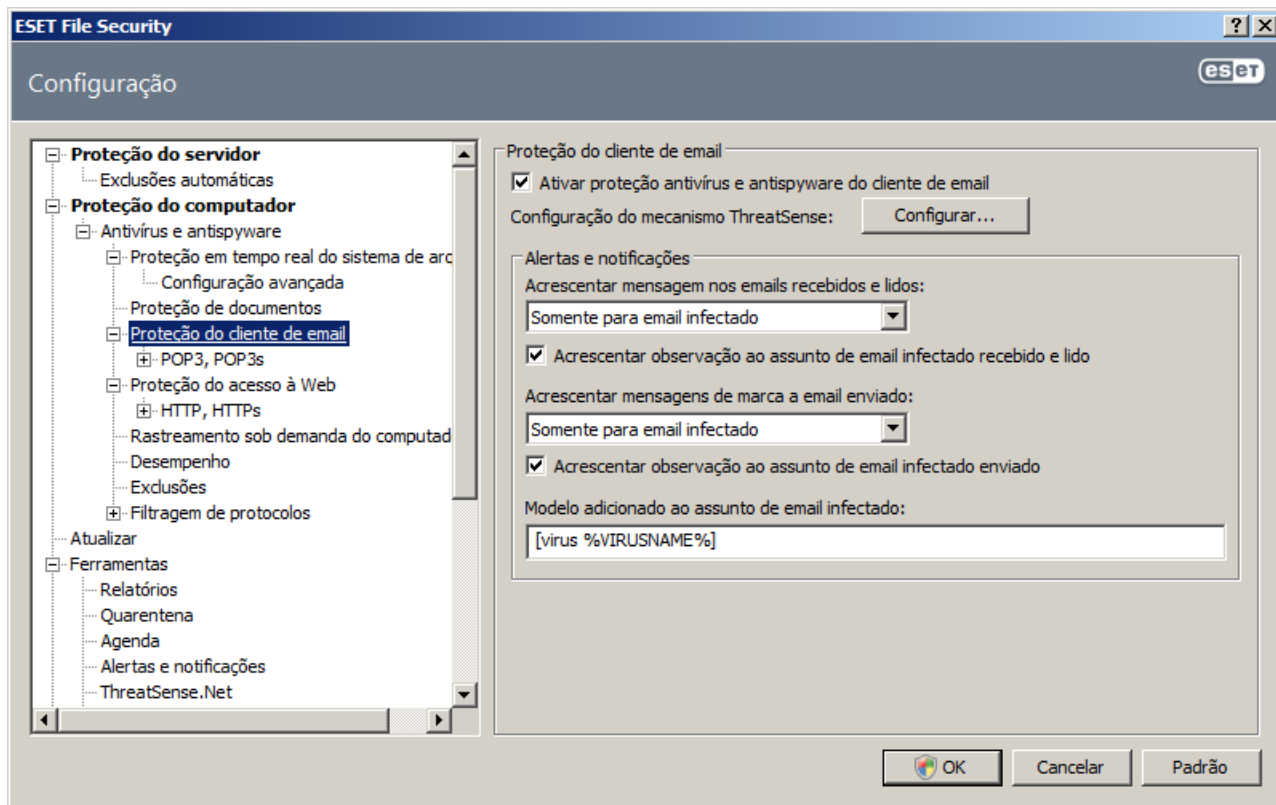 ESET File Security
Configuração
eset
Proteção do servidor
Exclusões automáticas
Proteção do computador
Antivírus e antispyware
Proteção em tempo real do sistema de arq
Configuração avançada
Proteção de documentos
Proteção do cliente de email
POP3, POP3s
Proteção do acesso à Web
HTTP, HTTPs
Rastreamento sob demanda do computad
Desempenho
Exclusões
Filtragem de protocolos
Atualizar
Ferramentas
Relatórios
Quarentena
Agenda
Alertas e notificações
ThreatSense.Net
Proteção do cliente de email
Ativar proteção antivírus e antispyware do cliente de email
Configuração do mecanismo ThreatSense: Configurar...
Alertas e notificações
Acrescentar mensagem nos emails recebidos e lidos:
Somente para email infectado
Acrescentar observação ao assunto de email infectado recebido e lido
Acrescentar mensagens de marca a email enviado:
Somente para email infectado
Acrescentar observação ao assunto de email infectado enviado
Modelo adicionado ao assunto de email infectado:
[virus %VIRUSNAME%]
OK Cancelar Padrão